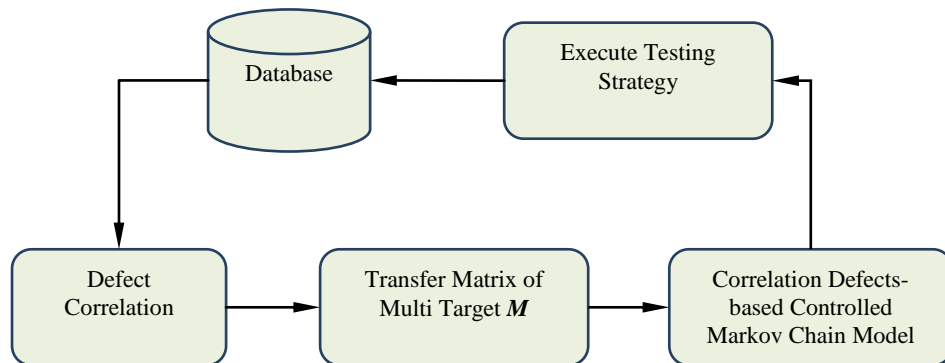 Database
Execute Testing
Strategy
Defect
Correlation
Transfer Matrix of
Multi Target M
Correlation Defects-
based Controlled
Markov Chain Model